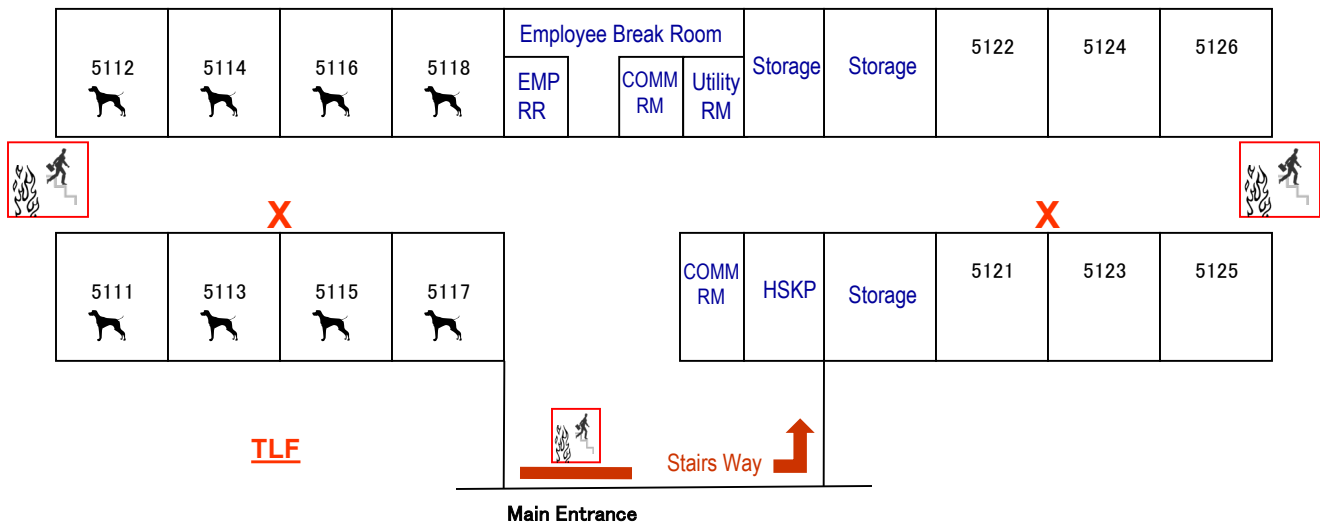 Employee Break Room
5112
5114
5116
5118
EMP
RR
COMM
RM
Utility
RM
Storage
Storage
5122
5124
5126
X
X
5111
5113
5115
5117
COMM
RM
HSKP
Storage
5121
5123
5125
TLF
Stairs Way
Main Entrance